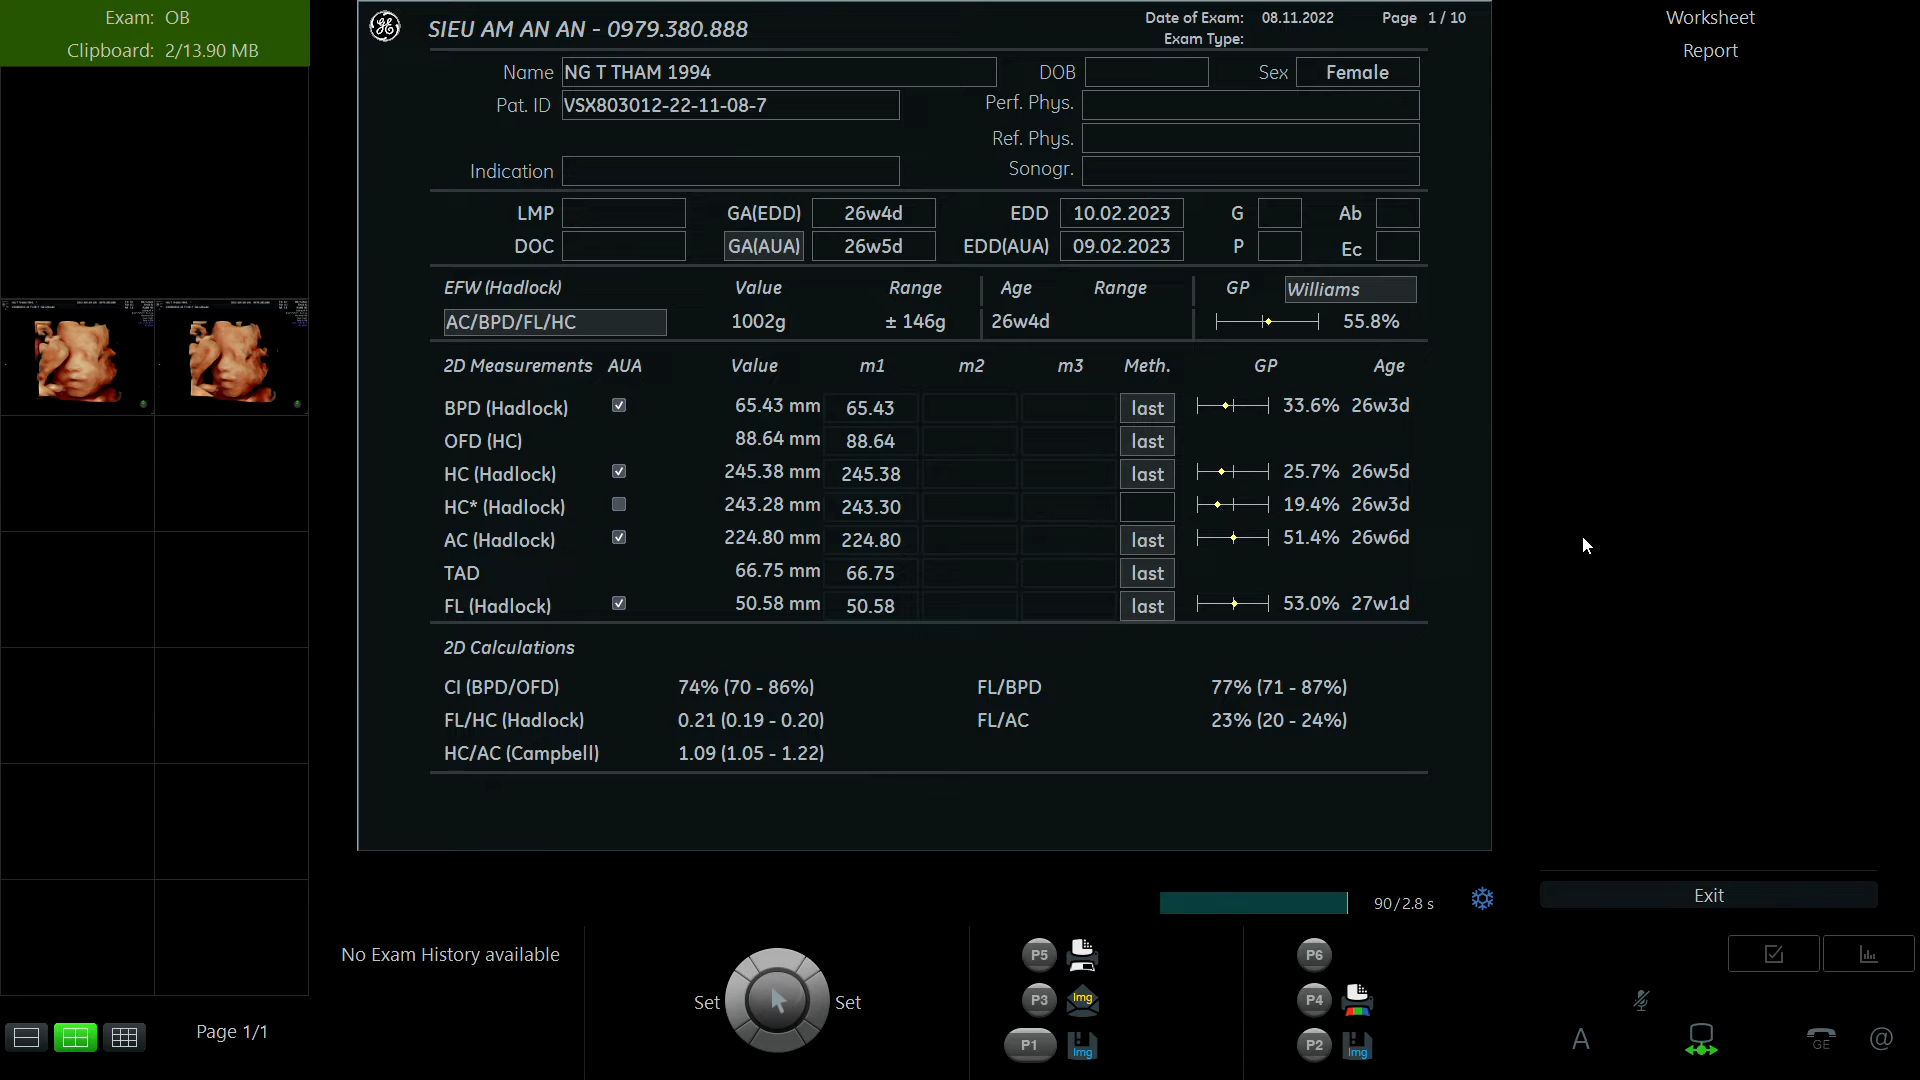 Exam: OB
Clipboard: 2/13.90 MB
SIEU AM AN AN - 0979.380.888
Date of Exam: 08.11.2022 Page 1 / 10
Exam Type:
Name NG T THAM 1994 DOB Sex Female
Pat. ID VSX803012-22-11-08-7 Perf. Phys.
Ref. Phys.
Indication Sonogr.
LMP GA(EDD) 26w4d EDD 10.02.2023 G Ab
DOC GA(AUA) 26w5d EDD(AUA) 09.02.2023 P Ec
EFW (Hadlock) Value Range Age Range GP Williams
AC/BPD/FL/HC 1002g ± 146g 26w4d 55.8%
2D Measurements AUA Value m1 m2 m3 Meth. GP Age
BPD (Hadlock) 65.43 mm 65.43 last 33.6% 26w3d
OFD (HC) 88.64 mm 88.64 last
HC (Hadlock) 245.38 mm 245.38 last 25.7% 26w5d
HC* (Hadlock) 243.28 mm 243.30 19.4% 26w3d
AC (Hadlock) 224.80 mm 224.80 last 51.4% 26w6d
TAD 66.75 mm 66.75 last
FL (Hadlock) 50.58 mm 50.58 last 53.0% 27w1d
2D Calculations
CI (BPD/OFD) 74% (70 - 86%) FL/BPD 77% (71 - 87%)
FL/HC (Hadlock) 0.21 (0.19 - 0.20) FL/AC 23% (20 - 24%)
HC/AC (Campbell) 1.09 (1.05 - 1.22)
Worksheet
Report
90/2.8 s
Exit
No Exam History available
Set Set
P5
P3 Img
P1 Img
P6
P4
P2 Img
A GE @
Page 1/1